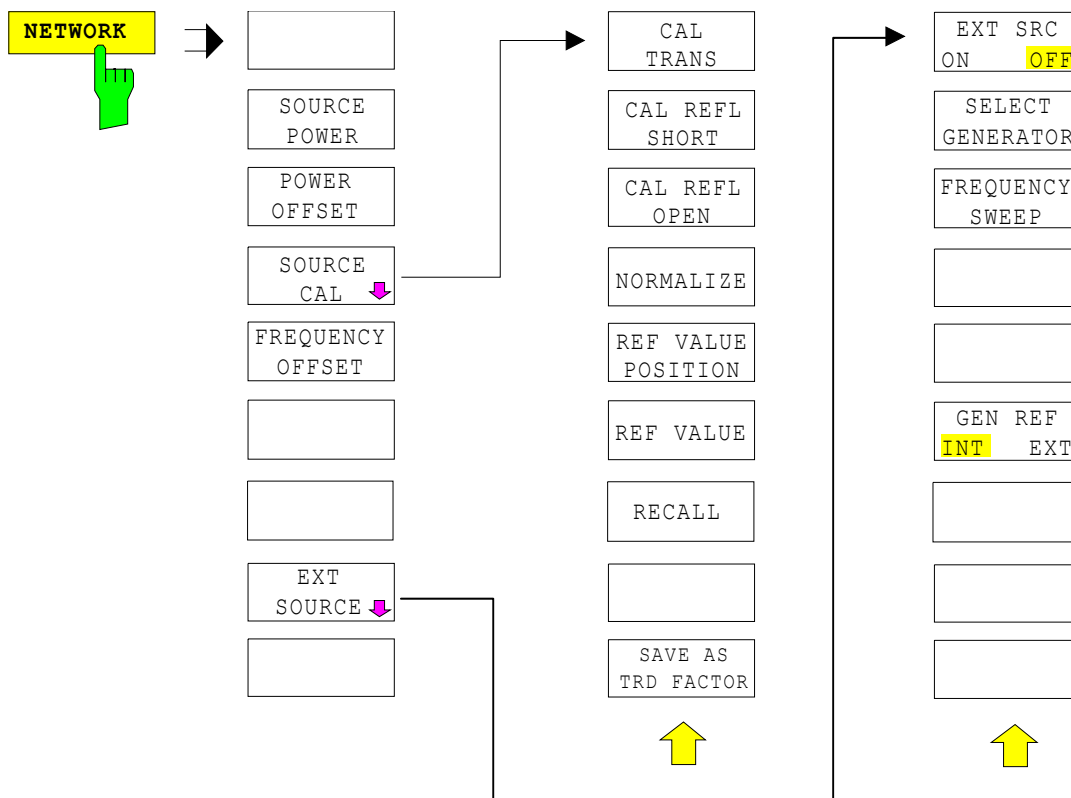 NETWORK
SOURCE
POWER
POWER
OFFSET
SOURCE
CAL
FREQUENCY
OFFSET
EXT
SOURCE
CAL
TRANS
CAL REFL
SHORT
CAL REFL
OPEN
NORMALIZE
REF VALUE
POSITION
REF VALUE
RECALL
SAVE AS
TRD FACTOR
EXT SRC
ON OFF
SELECT
GENERATOR
FREQUENCY
SWEEP
GEN REF
INT EXT